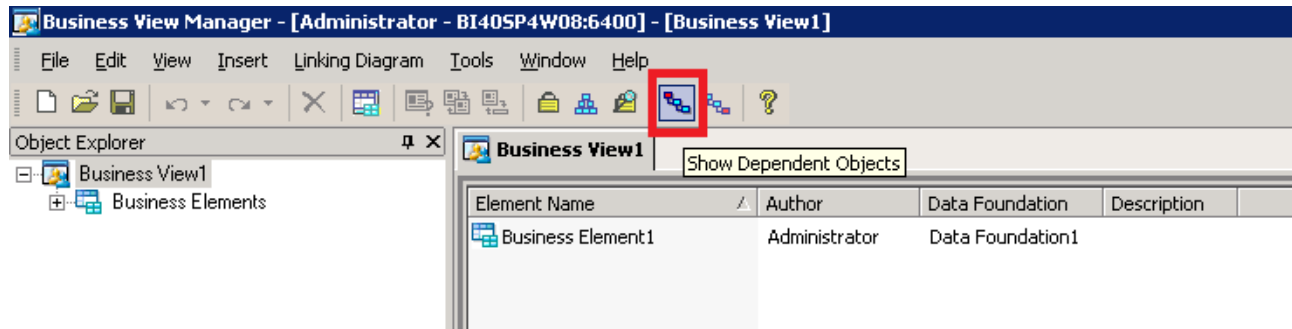 Business View Manager - [Administrator - BI40SP4W08:6400] - [Business View1]
File Edit View Insert Linking Diagram Tools Window Help
Object Explorer
Business View1
Business Elements
Business View1
Show Dependent Objects
Element Name Author Data Foundation Description
Business Element1 Administrator Data Foundation1